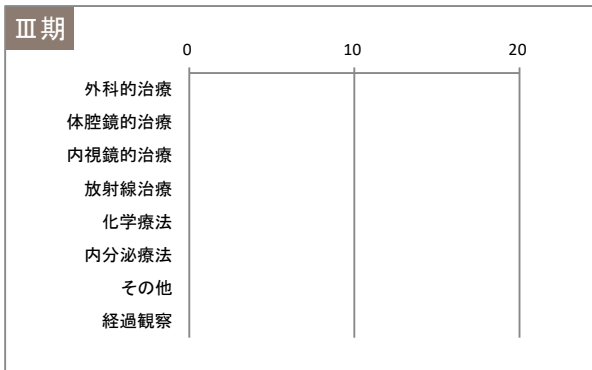 Ⅲ期
0 10 20
外科的治療
体腔鏡的治療
内視鏡的治療
放射線治療
化学療法
内分泌療法
その他
経過観察